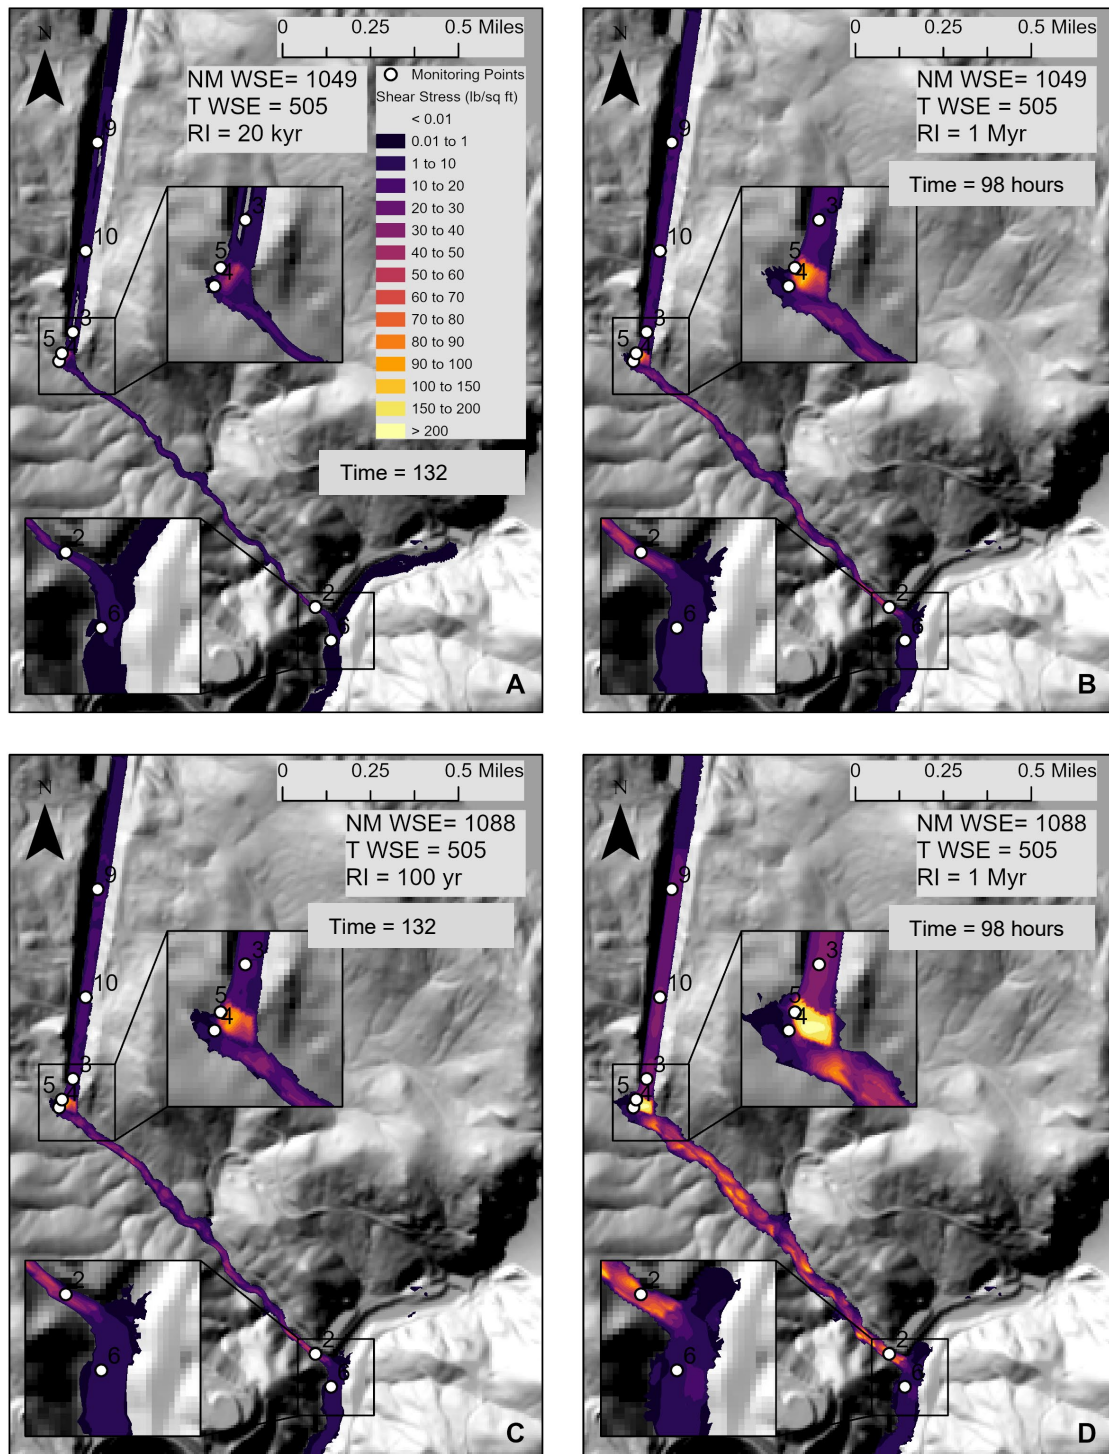 N
0 0.25 0.5 Miles
NM WSE= 1049
T WSE = 505
RI = 20 kyr
Monitoring Points
Shear Stress (lb/sq ft)
< 0.01
0.01 to 1
1 to 10
10 to 20
20 to 30
30 to 40
40 to 50
50 to 60
60 to 70
70 to 80
80 to 90
90 to 100
100 to 150
150 to 200
> 200
Time = 132
9
10
3
5
3
5
4
2
6
2
6
A
N
0 0.25 0.5 Miles
NM WSE= 1049
T WSE = 505
RI = 1 Myr
Time = 98 hours
9
10
3
5
3
5
4
2
6
2
6
B
N
0 0.25 0.5 Miles
NM WSE= 1088
T WSE = 505
RI = 100 yr
Time = 132
9
10
3
5
4
3
5
4
2
6
2
6
C
N
0 0.25 0.5 Miles
NM WSE= 1088
T WSE = 505
RI = 1 Myr
Time = 98 hours
9
10
3
5
4
3
5
4
2
6
2
6
D